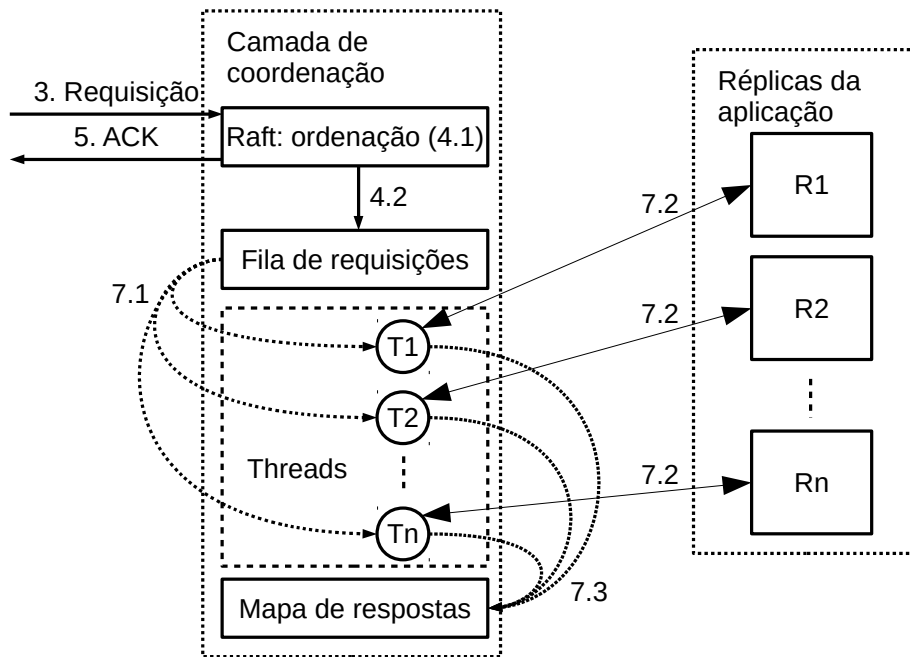 Camada de
coordenação
3. Requisição
5. ACK
Raft: ordenação (4.1)
4.2
Fila de requisições
7.1
T1
T2
Threads
Tn
Mapa de respostas
7.3
7.2
7.2
7.2
Réplicas da
aplicação
R1
R2
Rn